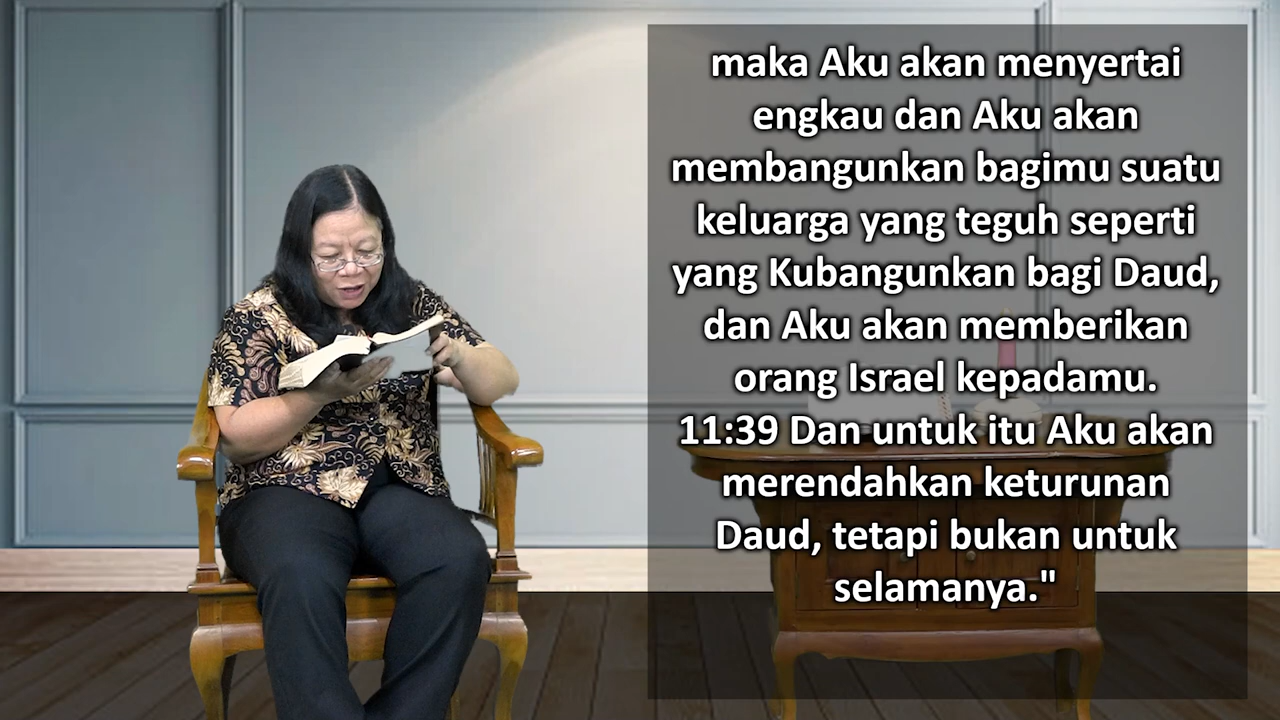 maka Aku akan menyertai
engkau dan Aku akan
membangunkan bagimu suatu
keluarga yang teguh seperti
yang Kubangunkan bagi Daud,
dan Aku akan memberikan
orang Israel kepadamu.
11:39 Dan untuk itu Aku akan
merendahkan keturunan
Daud, tetapi bukan untuk
selamanya."